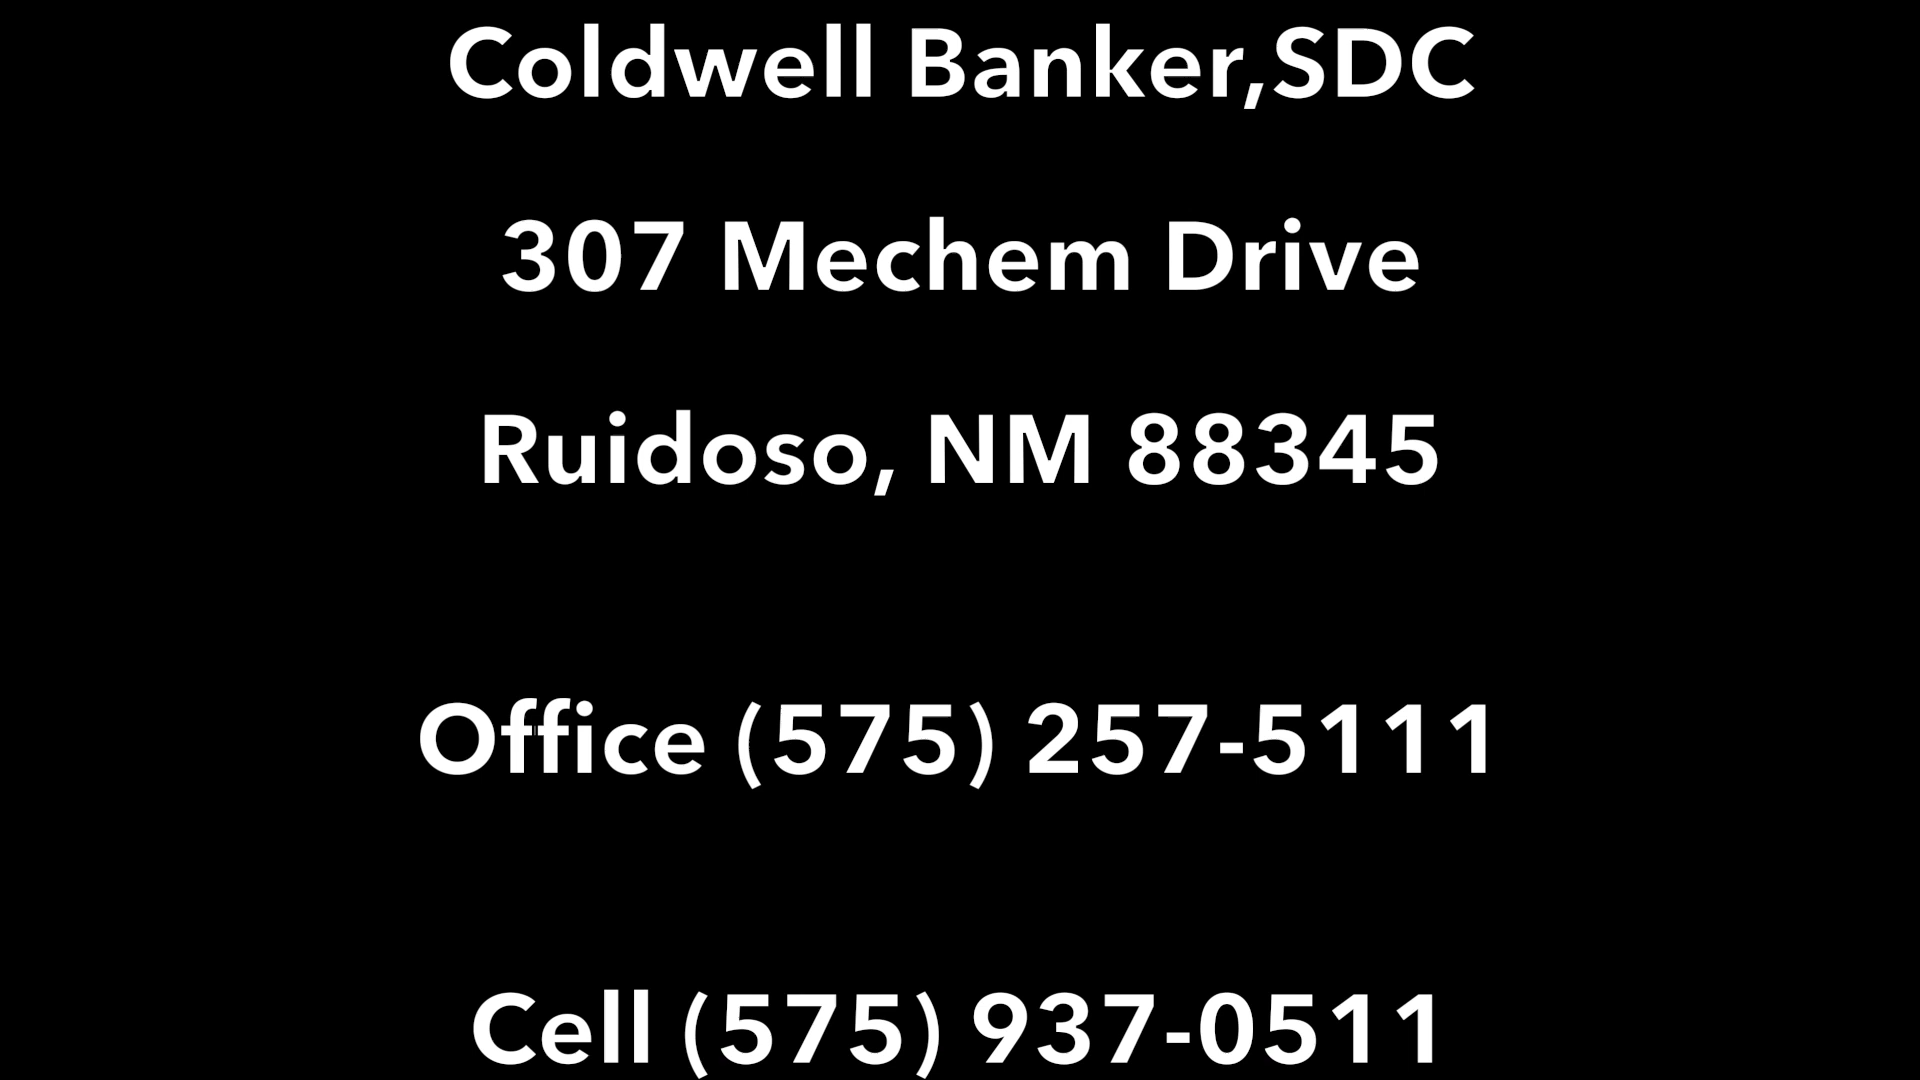 Coldwell Banker,SDC
307 Mechem Drive
Ruidoso, NM 88345
Office (575) 257-5111
Cell (575) 937-0511